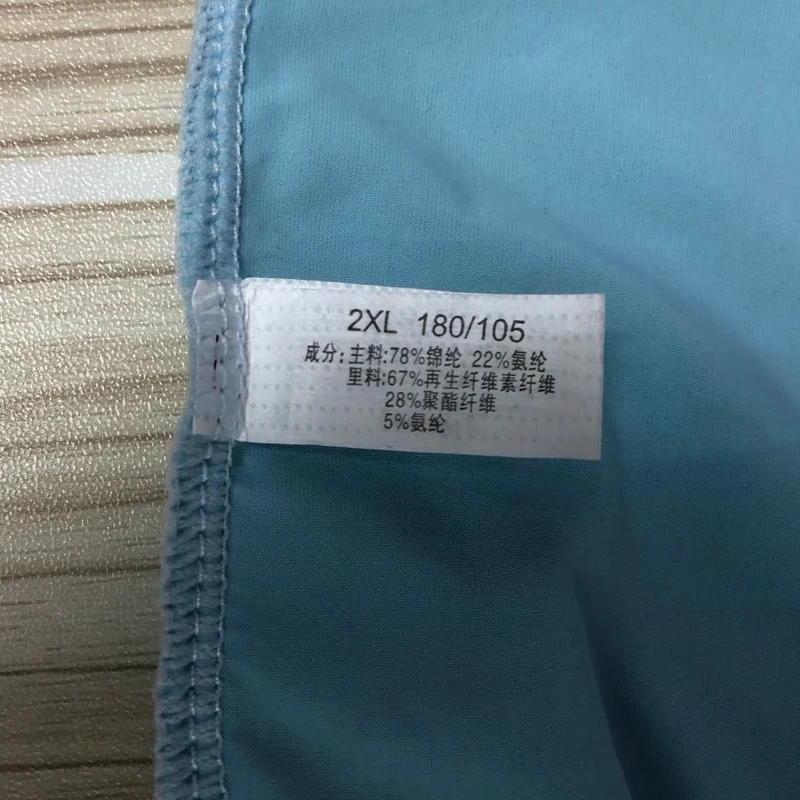 2XL 180/105
成分:主料:78%锦纶 22%氨纶
里料:67%再生纤维素纤维
28%聚酯纤维
5%氨纶